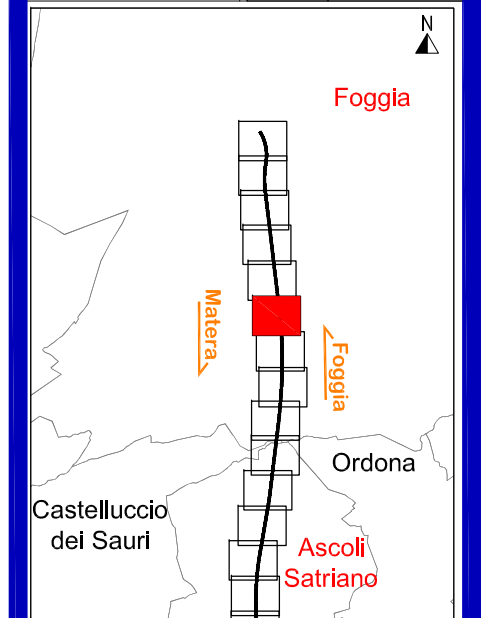 N
Foggia
Matera
Foggia
Ordona
Castelluccio
dei Sauri
Ascoli
Satriano